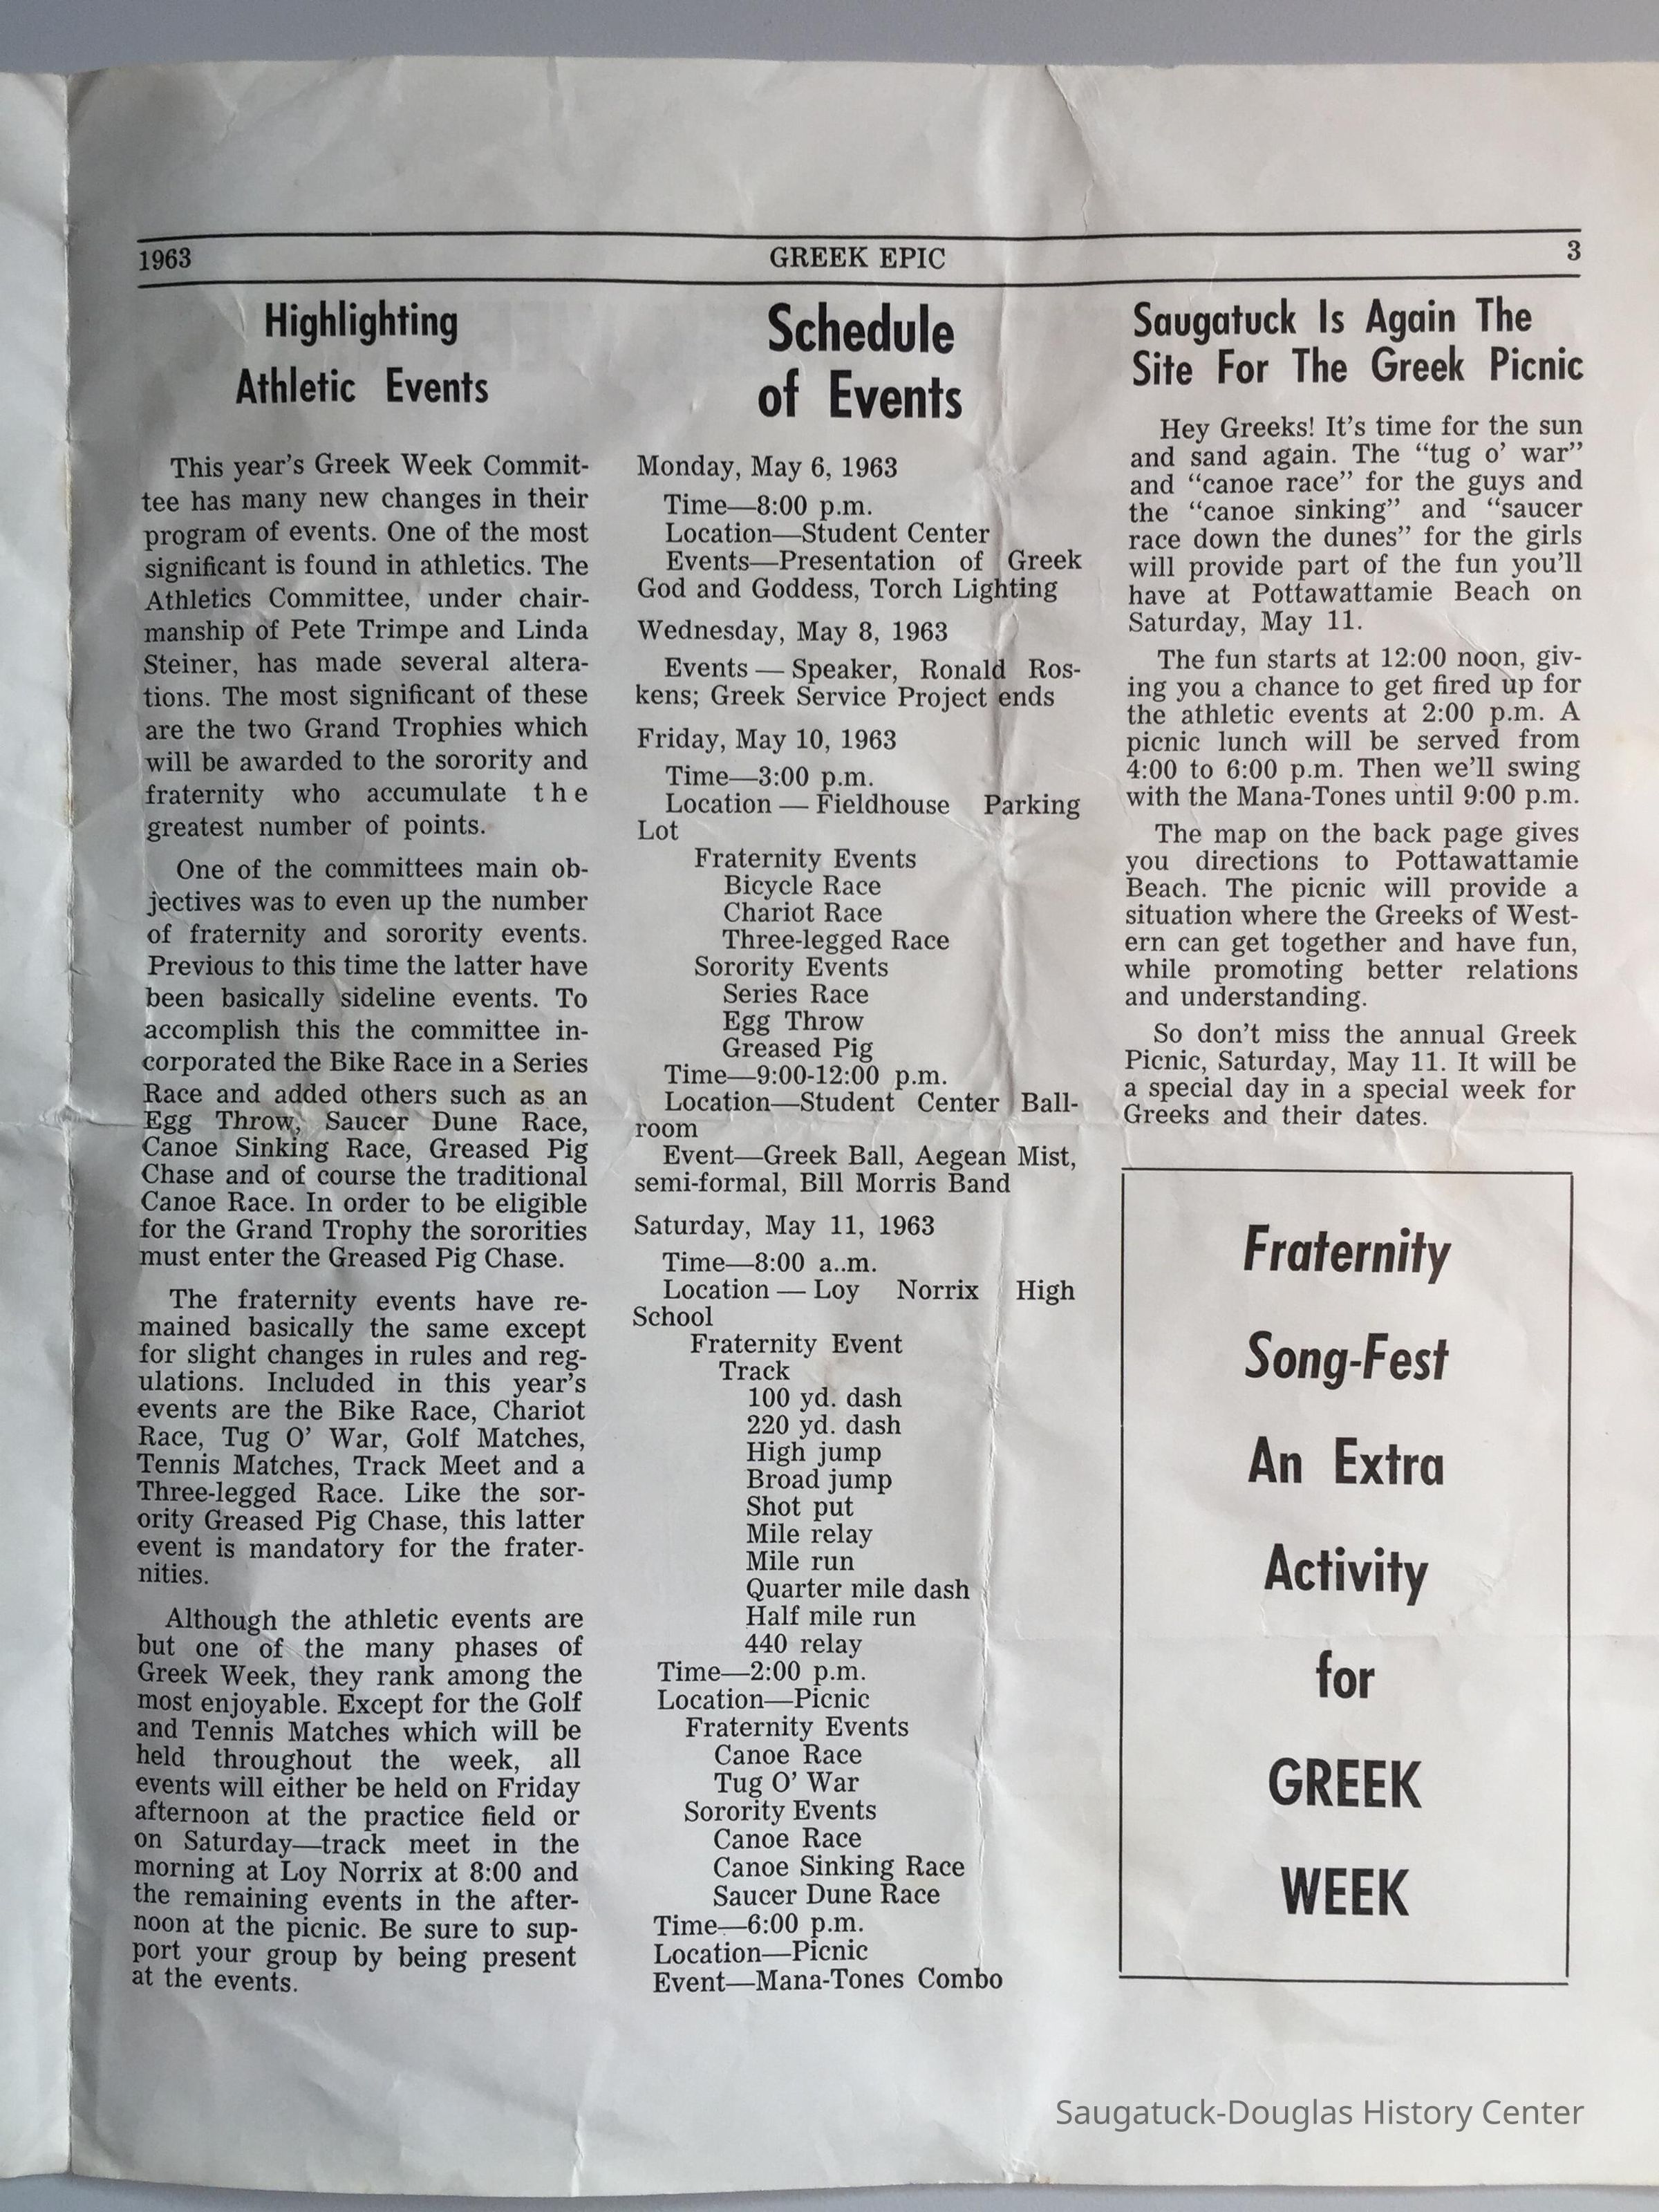 1963
GREEK EPIC
3
Highlighting
Athletic Events
This year's Greek Week Commit-
tee has many new changes in their
program of events. One of the most
significant is found in athletics. The
Athletics Committee, under chair-
manship of Pete Trimpe and Linda
Steiner, has made several altera-
tions. The most significant of these
are the two Grand Trophies which
will be awarded to the sorority and
fraternity who accumulate the
greatest number of points.
One of the committees main ob-
jectives was to even up the number
of fraternity and sorority events.
Previous to this time the latter have
been basically sideline events. To
accomplish this the committee in-
corporated the Bike Race in a Series
Race and added others such as an
Egg Throw, Saucer Dune Race,
Canoe Sinking Race, Greased Pig
Chase and of course the traditional
Canoe Race. In order to be eligible
for the Grand Trophy the sororities
must enter the Greased Pig Chase.
The fraternity events have re-
mained basically the same except
for slight changes in rules and reg-
ulations. Included in this year's
events are the Bike Race, Chariot
Race, Tug O' War, Golf Matches,
Tennis Matches, Track Meet and a
Three-legged Race. Like the sor-
ority Greased Pig Chase, this latter
event is mandatory for the frater-
nities.
Although the athletic events are
but one of the many phases of
Greek Week, they rank among the
most enjoyable. Except for the Golf
and Tennis Matches which will be
held throughout the week, all
events will either be held on Friday
afternoon at the practice field or
on Saturday—track meet in the
morning at Loy Norrix at 8:00 and
the remaining events in the after-
noon at the picnic. Be sure to sup-
port your group by being present
at the events.
Schedule
of Events
Monday, May 6, 1963
Time—8:00 p.m.
Location—Student Center
Events—Presentation of Greek
God and Goddess, Torch Lighting
Wednesday, May 8, 1963
Events — Speaker, Ronald Ros-
kens; Greek Service Project ends
Friday, May 10, 1963
Time—3:00 p.m.
Location — Fieldhouse Parking
Lot
Fraternity Events
Bicycle Race
Chariot Race
Three-legged Race
Sorority Events
Series Race
Egg Throw
Greased Pig
Time—9:00-12:00 p.m.
Location—Student Center Ball-
room
Event—Greek Ball, Aegean Mist,
semi-formal, Bill Morris Band
Saturday, May 11, 1963
Time—8:00 a..m.
Location — Loy Norrix High
School
Fraternity Event
Track
100 yd. dash
220 yd. dash
High jump
Broad jump
Shot put
Mile relay
Mile run
Quarter mile dash
Half mile run
440 relay
Time—2:00 p.m.
Location—Picnic
Fraternity Events
Canoe Race
Tug O' War
Sorority Events
Canoe Race
Canoe Sinking Race
Saucer Dune Race
Time—6:00 p.m.
Location—Picnic
Event—Mana-Tones Combo
Saugatuck Is Again The
Site For The Greek Picnic
Hey Greeks! It's time for the sun
and sand again. The "tug o' war"
and "canoe race" for the guys and
the "canoe sinking" and "saucer
race down the dunes" for the girls
will provide part of the fun you'll
have at Pottawattamie Beach on
Saturday, May 11.
The fun starts at 12:00 noon, giv-
ing you a chance to get fired up for
the athletic events at 2:00 p.m. A
picnic lunch will be served from
4:00 to 6:00 p.m. Then we'll swing
with the Mana-Tones until 9:00 p.m.
The map on the back page gives
you directions to Pottawattamie
Beach. The picnic will provide a
situation where the Greeks of West-
ern can get together and have fun,
while promoting better relations
and understanding.
So don't miss the annual Greek
Picnic, Saturday, May 11. It will be
a special day in a special week for
Greeks and their dates.
Fraternity
Song-Fest
An Extra
Activity
for
GREEK
WEEK
Saugatuck-Douglas History Center